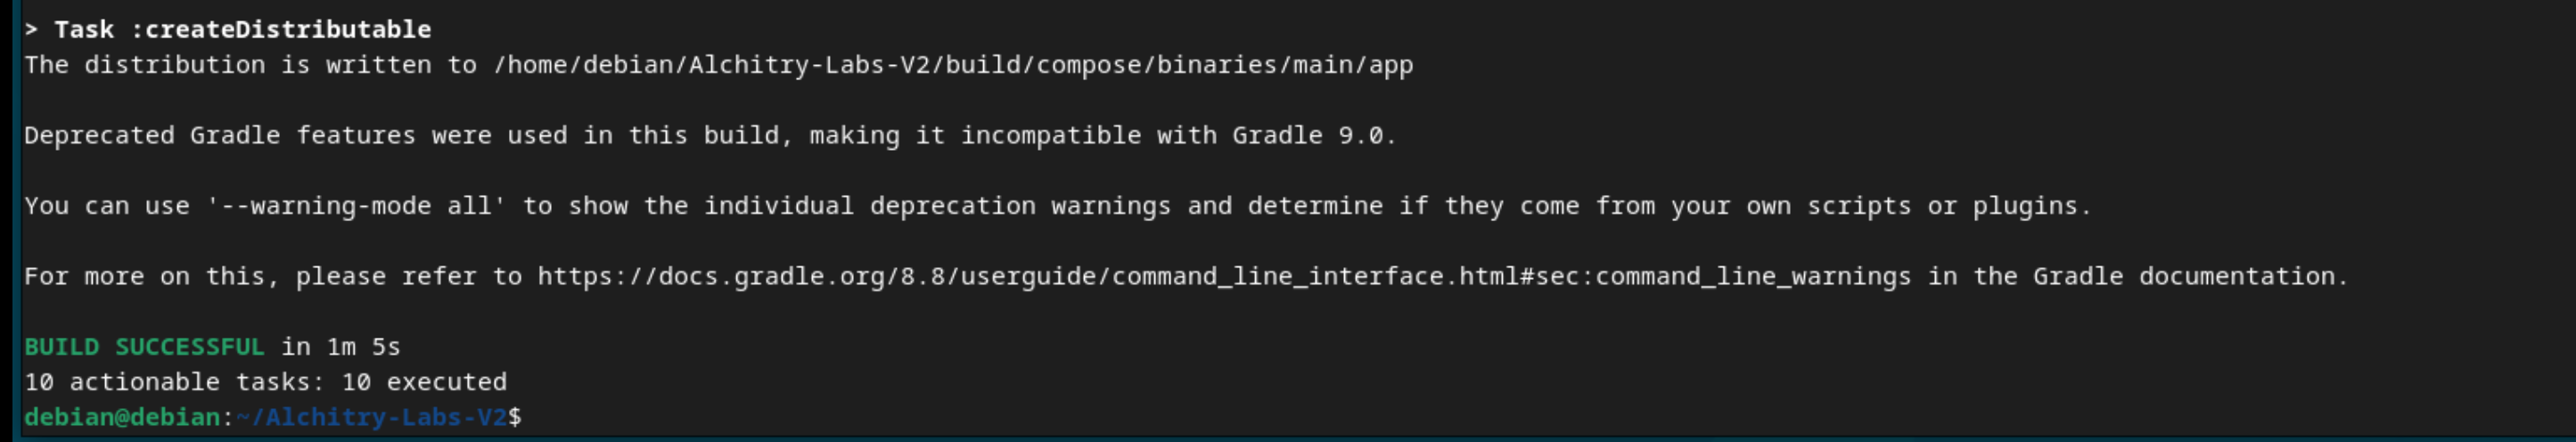 > Task :createDistributable
The distribution is written to /home/debian/Alchitry-Labs-V2/build/compose/binaries/main/app
Deprecated Gradle features were used in this build, making it incompatible with Gradle 9.0.
You can use '--warning-mode all' to show the individual deprecation warnings and determine if they come from your own scripts or plugins.
For more on this, please refer to https://docs.gradle.org/8.8/userguide/command_line_interface.html#sec:command_line_warnings in the Gradle documentation.
BUILD SUCCESSFUL in 1m 5s
10 actionable tasks: 10 executed
debian@debian:~/Alchitry-Labs-V2$